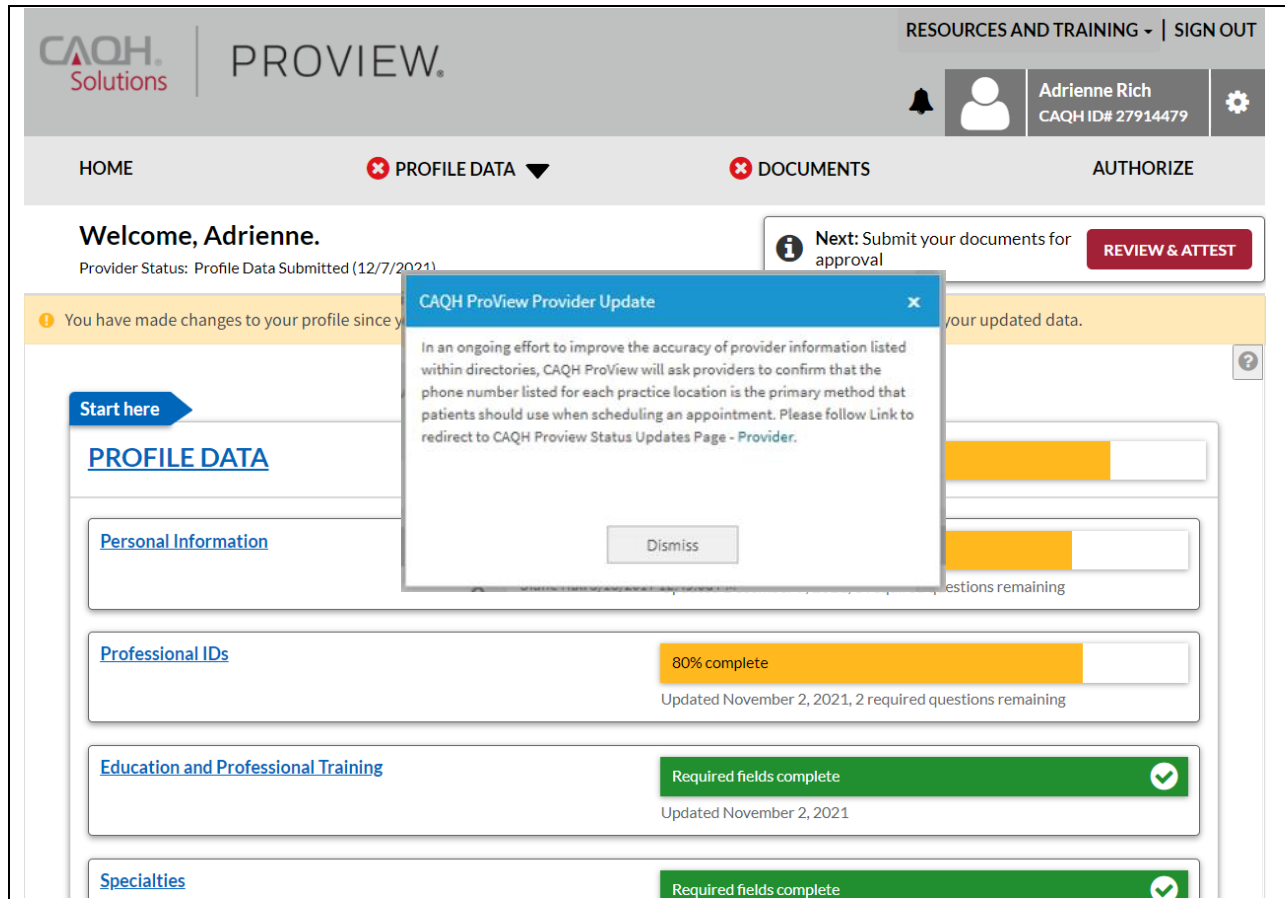 CAQH.
Solutions
PROVIEW.
RESOURCES AND TRAINING
SIGN OUT
Adrienne Rich
CAQH ID# 27914479
HOME
PROFILE DATA
DOCUMENTS
AUTHORIZE
Welcome, Adrienne.
Provider Status: Profile Data Submitted (12/7/2021)
Next: Submit your documents for
approval
REVIEW & ATTEST
You have made changes to your profile since
your updated data.
CAQH ProView Provider Update
In an ongoing effort to improve the accuracy of provider information listed
within directories, CAQH ProView will ask providers to confirm that the
phone number listed for each practice location is the primary method that
patients should use when scheduling an appointment. Please follow Link to
redirect to CAQH Proview Status Updates Page - Provider.
Dismiss
Start here
PROFILE DATA
Personal Information
remaining
Professional IDs
80% complete
Updated November 2, 2021, 2 required questions remaining
Education and Professional Training
Required fields complete
Updated November 2, 2021
Specialties
Required fields complete